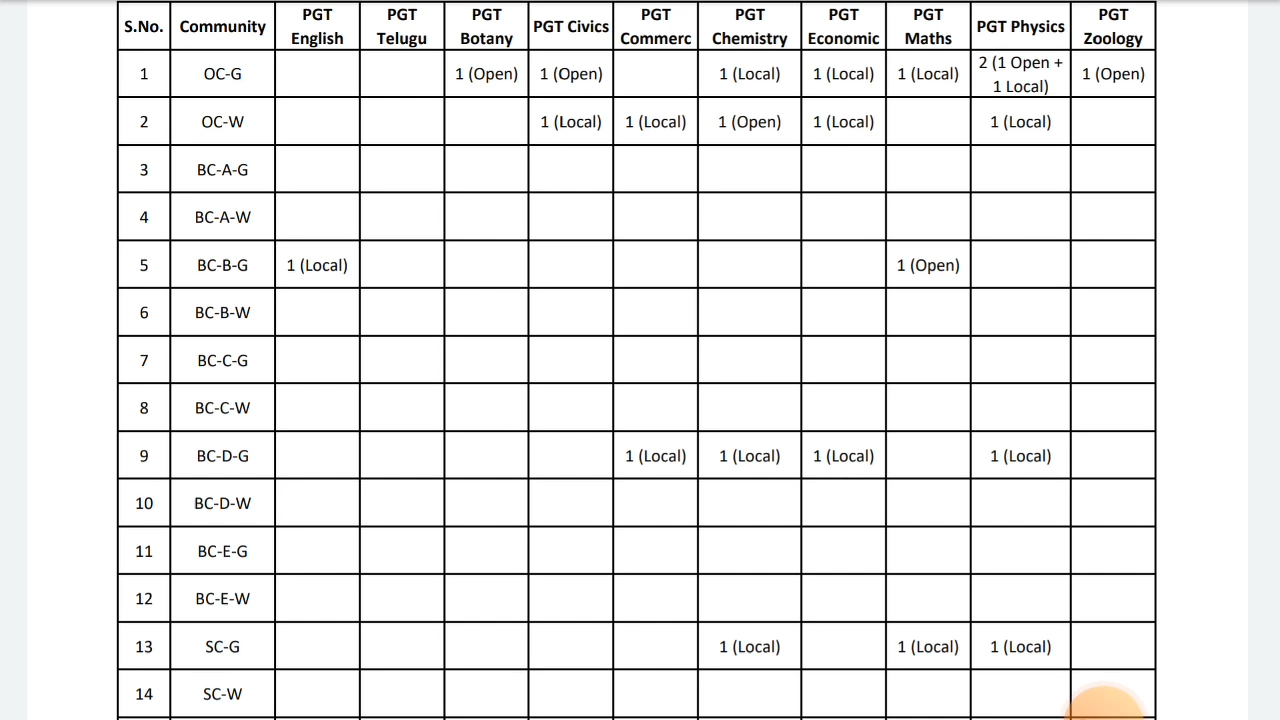 S.No. Community PGT English PGT Telugu PGT Botany PGT Civics PGT Commerc PGT Chemistry PGT Economic PGT Maths PGT Physics PGT Zoology
1 OC-G 1 (Open) 1 (Open) 1 (Local) 1 (Local) 1 (Local) 2 (1 Open + 1 Local) 1 (Open)
2 OC-W 1 (Local) 1 (Local) 1 (Open) 1 (Local) 1 (Local)
3 BC-A-G
4 BC-A-W
5 BC-B-G 1 (Local) 1 (Open)
6 BC-B-W
7 BC-C-G
8 BC-C-W
9 BC-D-G 1 (Local) 1 (Local) 1 (Local) 1 (Local)
10 BC-D-W
11 BC-E-G
12 BC-E-W
13 SC-G 1 (Local) 1 (Local) 1 (Local)
14 SC-W